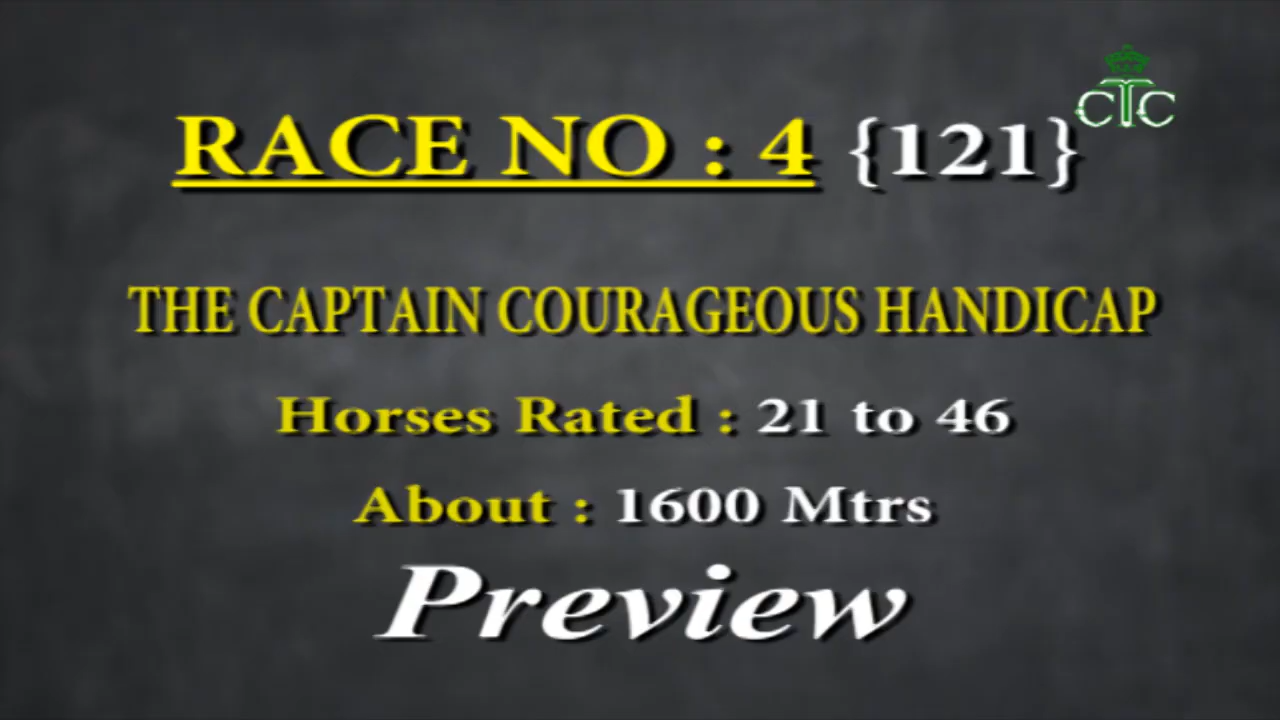 CTC
RACE NO : 4 {121}
THE CAPTAIN COURAGEOUS HANDICAP
Horses Rated : 21 to 46
About : 1600 Mtrs
Preview